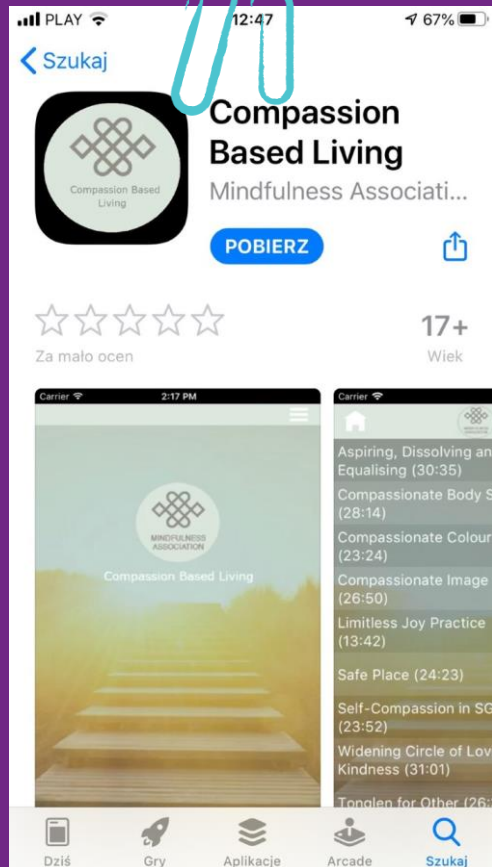 PLAY 12:47 67%
Szukaj
Compassion
Based Living
Mindfulness Associati...
POBIERZ
Compassion Based
Living
17+
Za mało ocen
Wiek
Carrier 2:17 PM
MINDFULNESS
ASSOCIATION
Compassion Based Living
Carrier
Aspiring, Dissolving an
Equalising (30:35)
Compassionate Body S
(28:14)
Compassionate Colour
(23:24)
Compassionate Image
(26:50)
Limitless Joy Practice
(13:42)
Safe Place (24:23)
Self-Compassion in SG
(23:52)
Widening Circle of Lov
Kindness (31:01)
Tonglen for Other (26:
Dziś Gry Aplikacje Arcade Szukaj